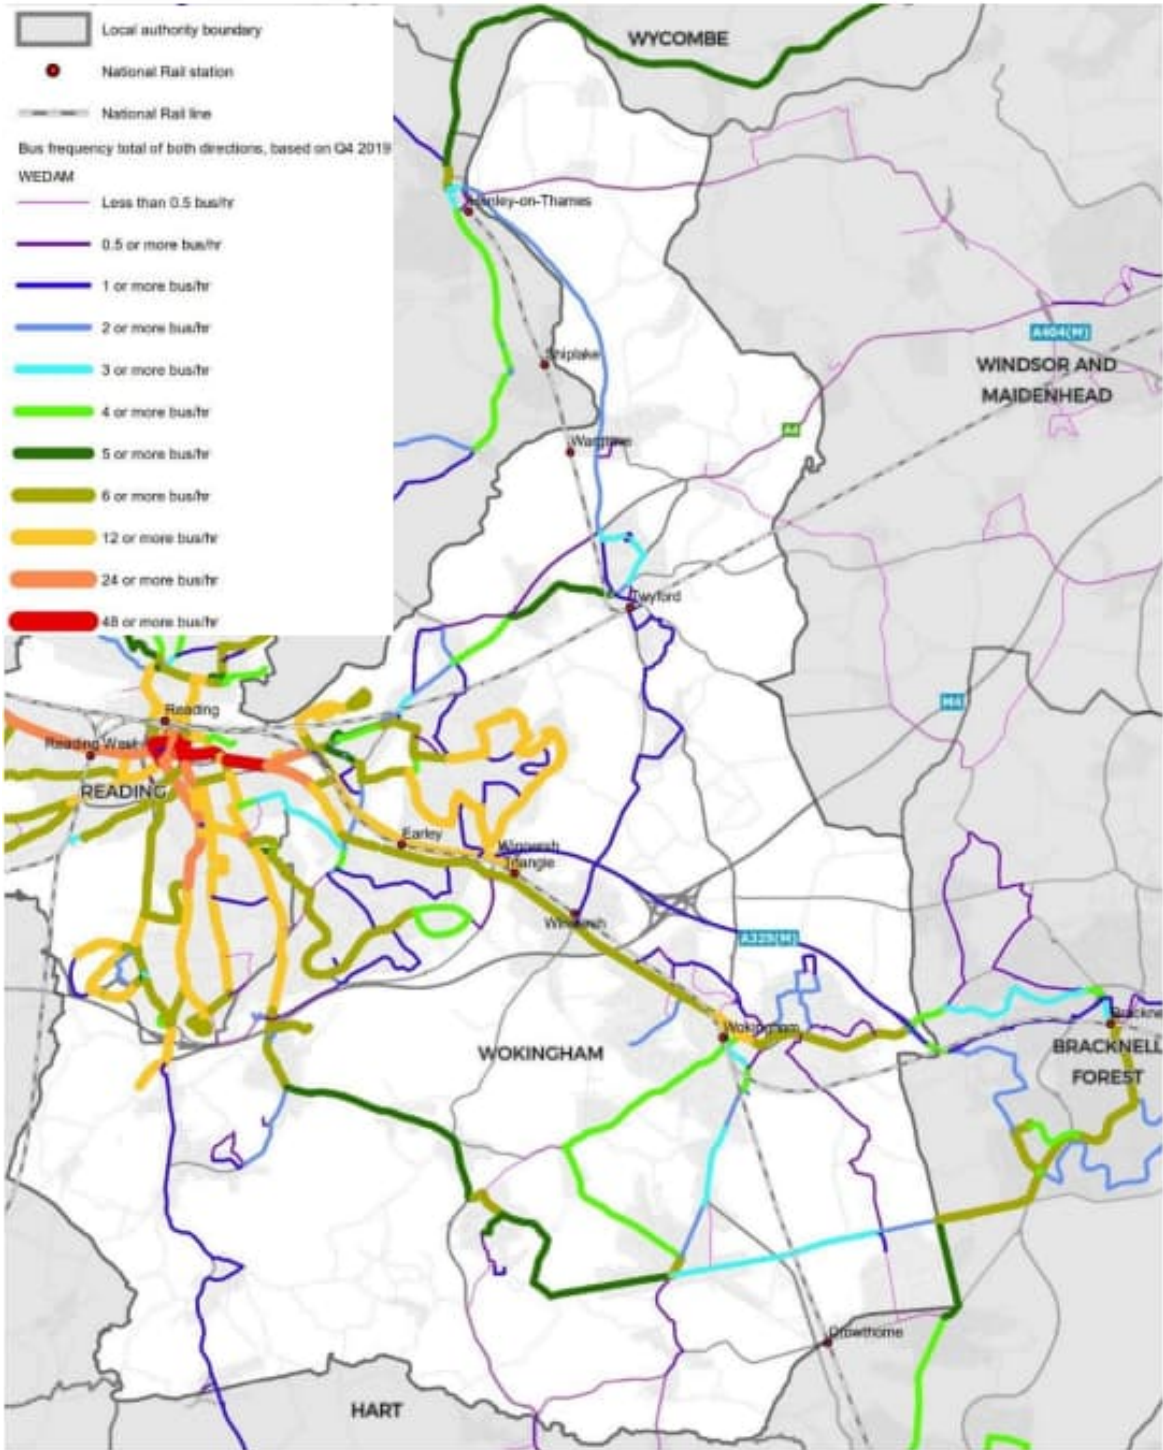 Local authority boundary
National Rail station
National Rail line
Bus frequency total of both directions, based on Q4 2019
WEDAM
Less than 0.5 bus/hr
0.5 or more bus/hr
1 or more bus/hr
2 or more bus/hr
3 or more bus/hr
4 or more bus/hr
5 or more bus/hr
6 or more bus/hr
12 or more bus/hr
24 or more bus/hr
48 or more bus/hr
WYCOMBE
Henley-on-Thames
A404(M)
Shiplake
WINDSOR AND
MAIDENHEAD
A4
Wargrave
Twyford
M4
Reading
Reading West
READING
Earley
Winnersh
Triangle
Winnersh
A329(M)
Wokingham
Brackne
WOKINGHAM
BRACKNELL
FOREST
Crowthorne
HART